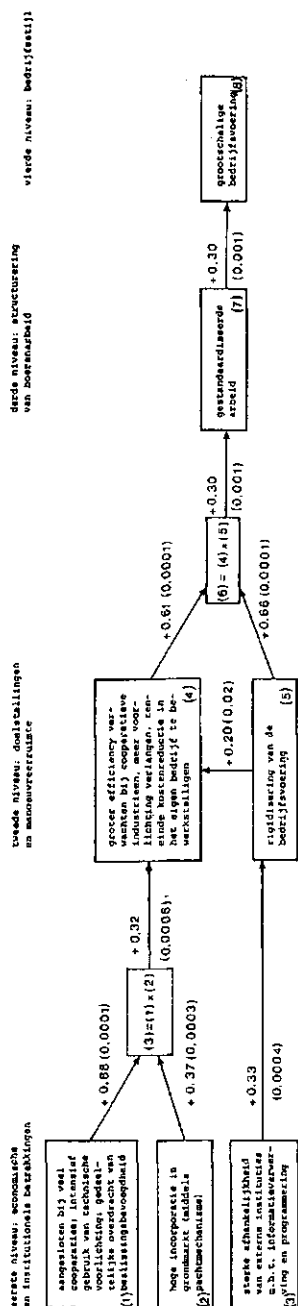 eerste niveau: economische
en institutionele betrekkingen
tweede niveau: doelstellingen
en manoeuvreerruimte
derde niveau: structurering
van boerenarbeid
vierde niveau: bedrijfsstijl
aangesloten bij veel
cooperaties; intensief
gebruik van technische
voorlichting; gedeel-
telijke overdracht van
(1) beslissingsbevoegdheid
+0,68 (0,0001)
hoge incorporatie in
grondmarkt (middels
(2) pachtmechanisme)
+0,37 (0,0003)
(3)=(1)x(2)
+0,32
(0,0006)
groter efficiency ver-
wachten bij cooperatieve
industrieen, meer voor-
lichting verlangen, ten-
einde kostenreductie in
het eigen bedrijf te be-
werkstelligen (4)
+0,61 (0,0001)
+0,20 (0,02)
sterke afhankelijkheid
van externe instituties
m.b.t. informatieverwer-
(3) ving en programmering
+0,33
(0,0004)
rigidisering van de
bedrijfsvoering
(5)
+0,66 (0,0001)
(6)=(4)x(5)
+0,30
(0,001)
gestandaardiseerde
arbeid
(7)
+0,30
(0,001)
grootschalige
bedrijfsvoering
(8)